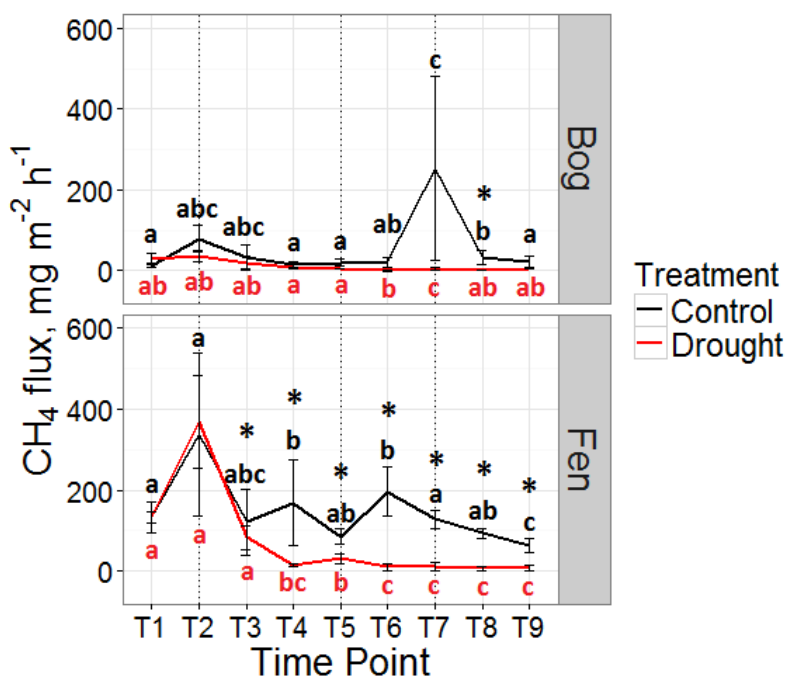 600
400
200
0
c
*
abc
abc
ab
b
a
a
a
a
ab
ab
ab
a
a
b
c
ab
ab
Bog
Treatment
Control
Drought
CH₄ flux, mg m⁻² h⁻¹
600
400
200
0
a
*
*
*
b
b
*
*
*
*
a
abc
ab
a
ab
c
a
a
a
bc
b
c
c
c
c
Fen
T1 T2 T3 T4 T5 T6 T7 T8 T9
Time Point